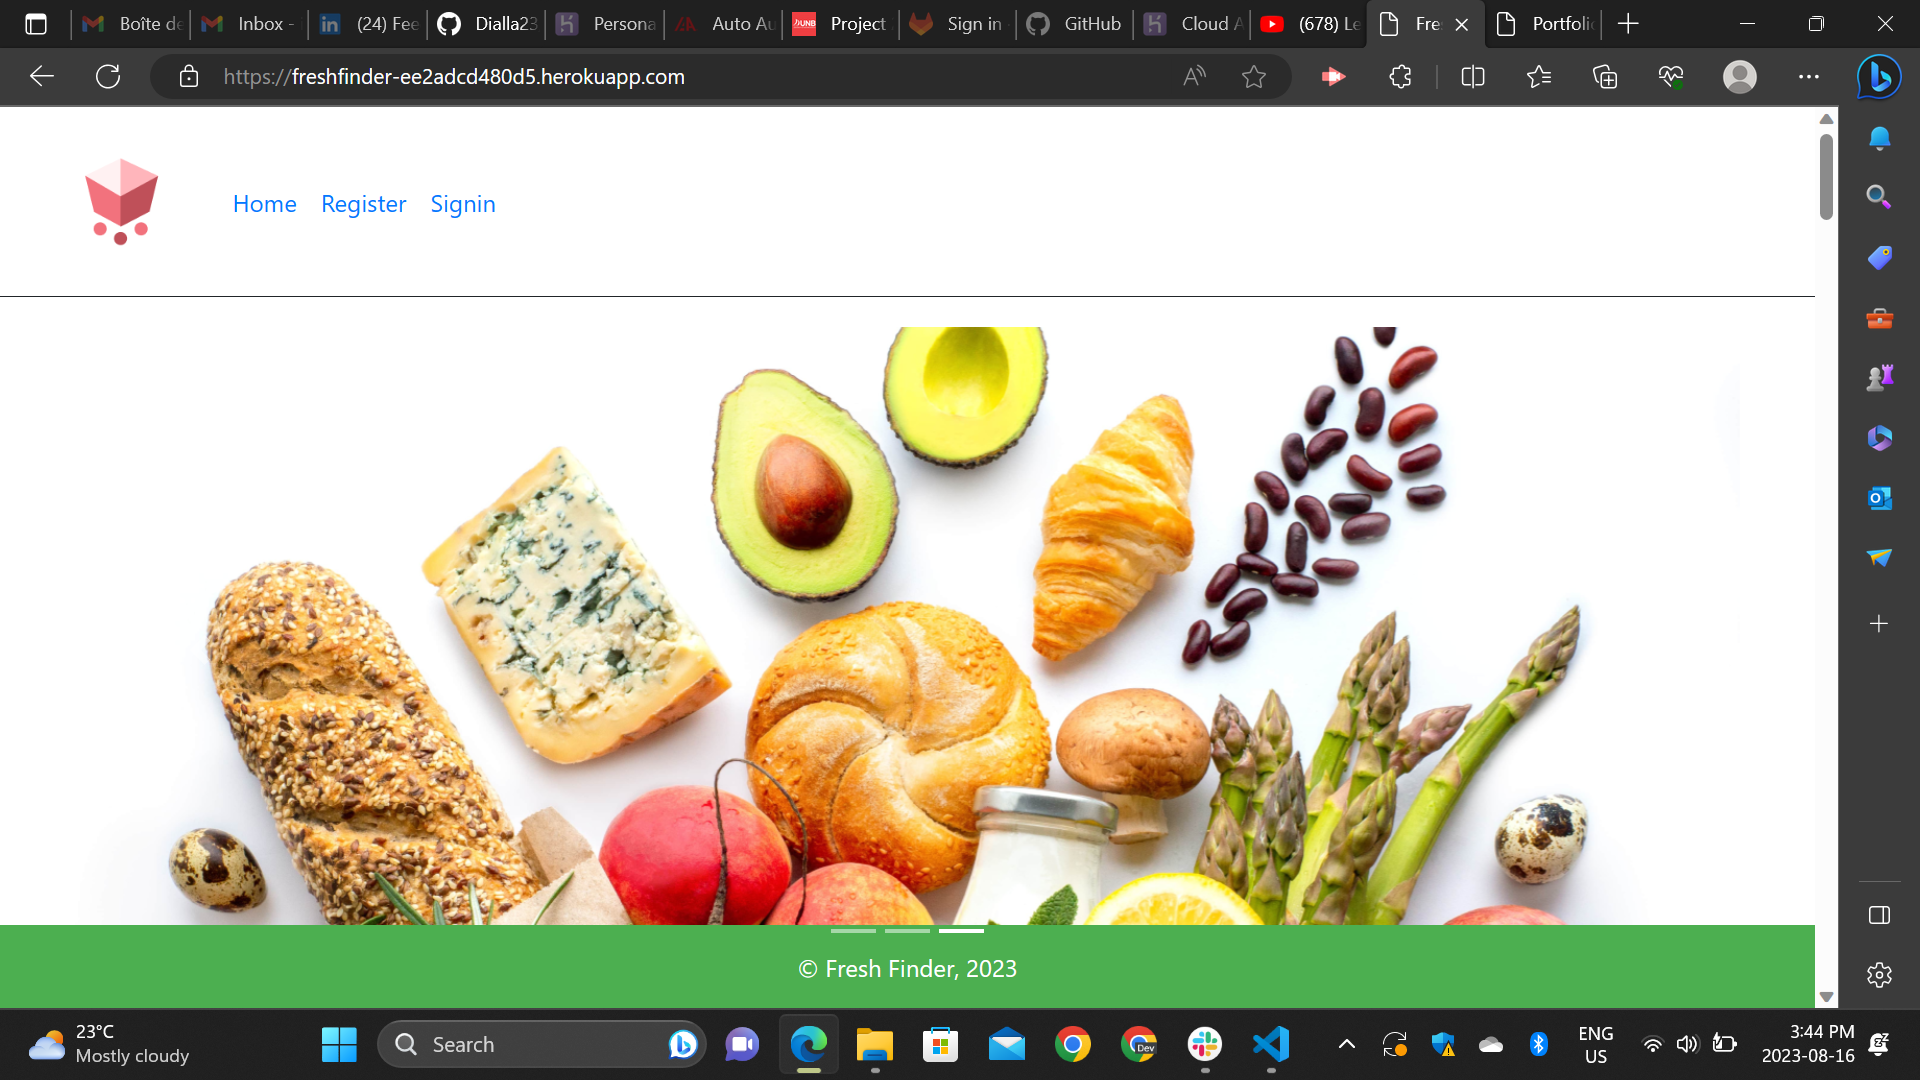 Boîte de
Inbox -
(24) Fee
Dialla23
Persona
Auto Au
Project
Sign in
GitHub
Cloud A
(678) Le
Fre
Portfolio
https://freshfinder-ee2adcd480d5.herokuapp.com
Home
Register
Signin
© Fresh Finder, 2023
23°C
Mostly cloudy
Search
Dev
ENG
US
3:44 PM
2023-08-16